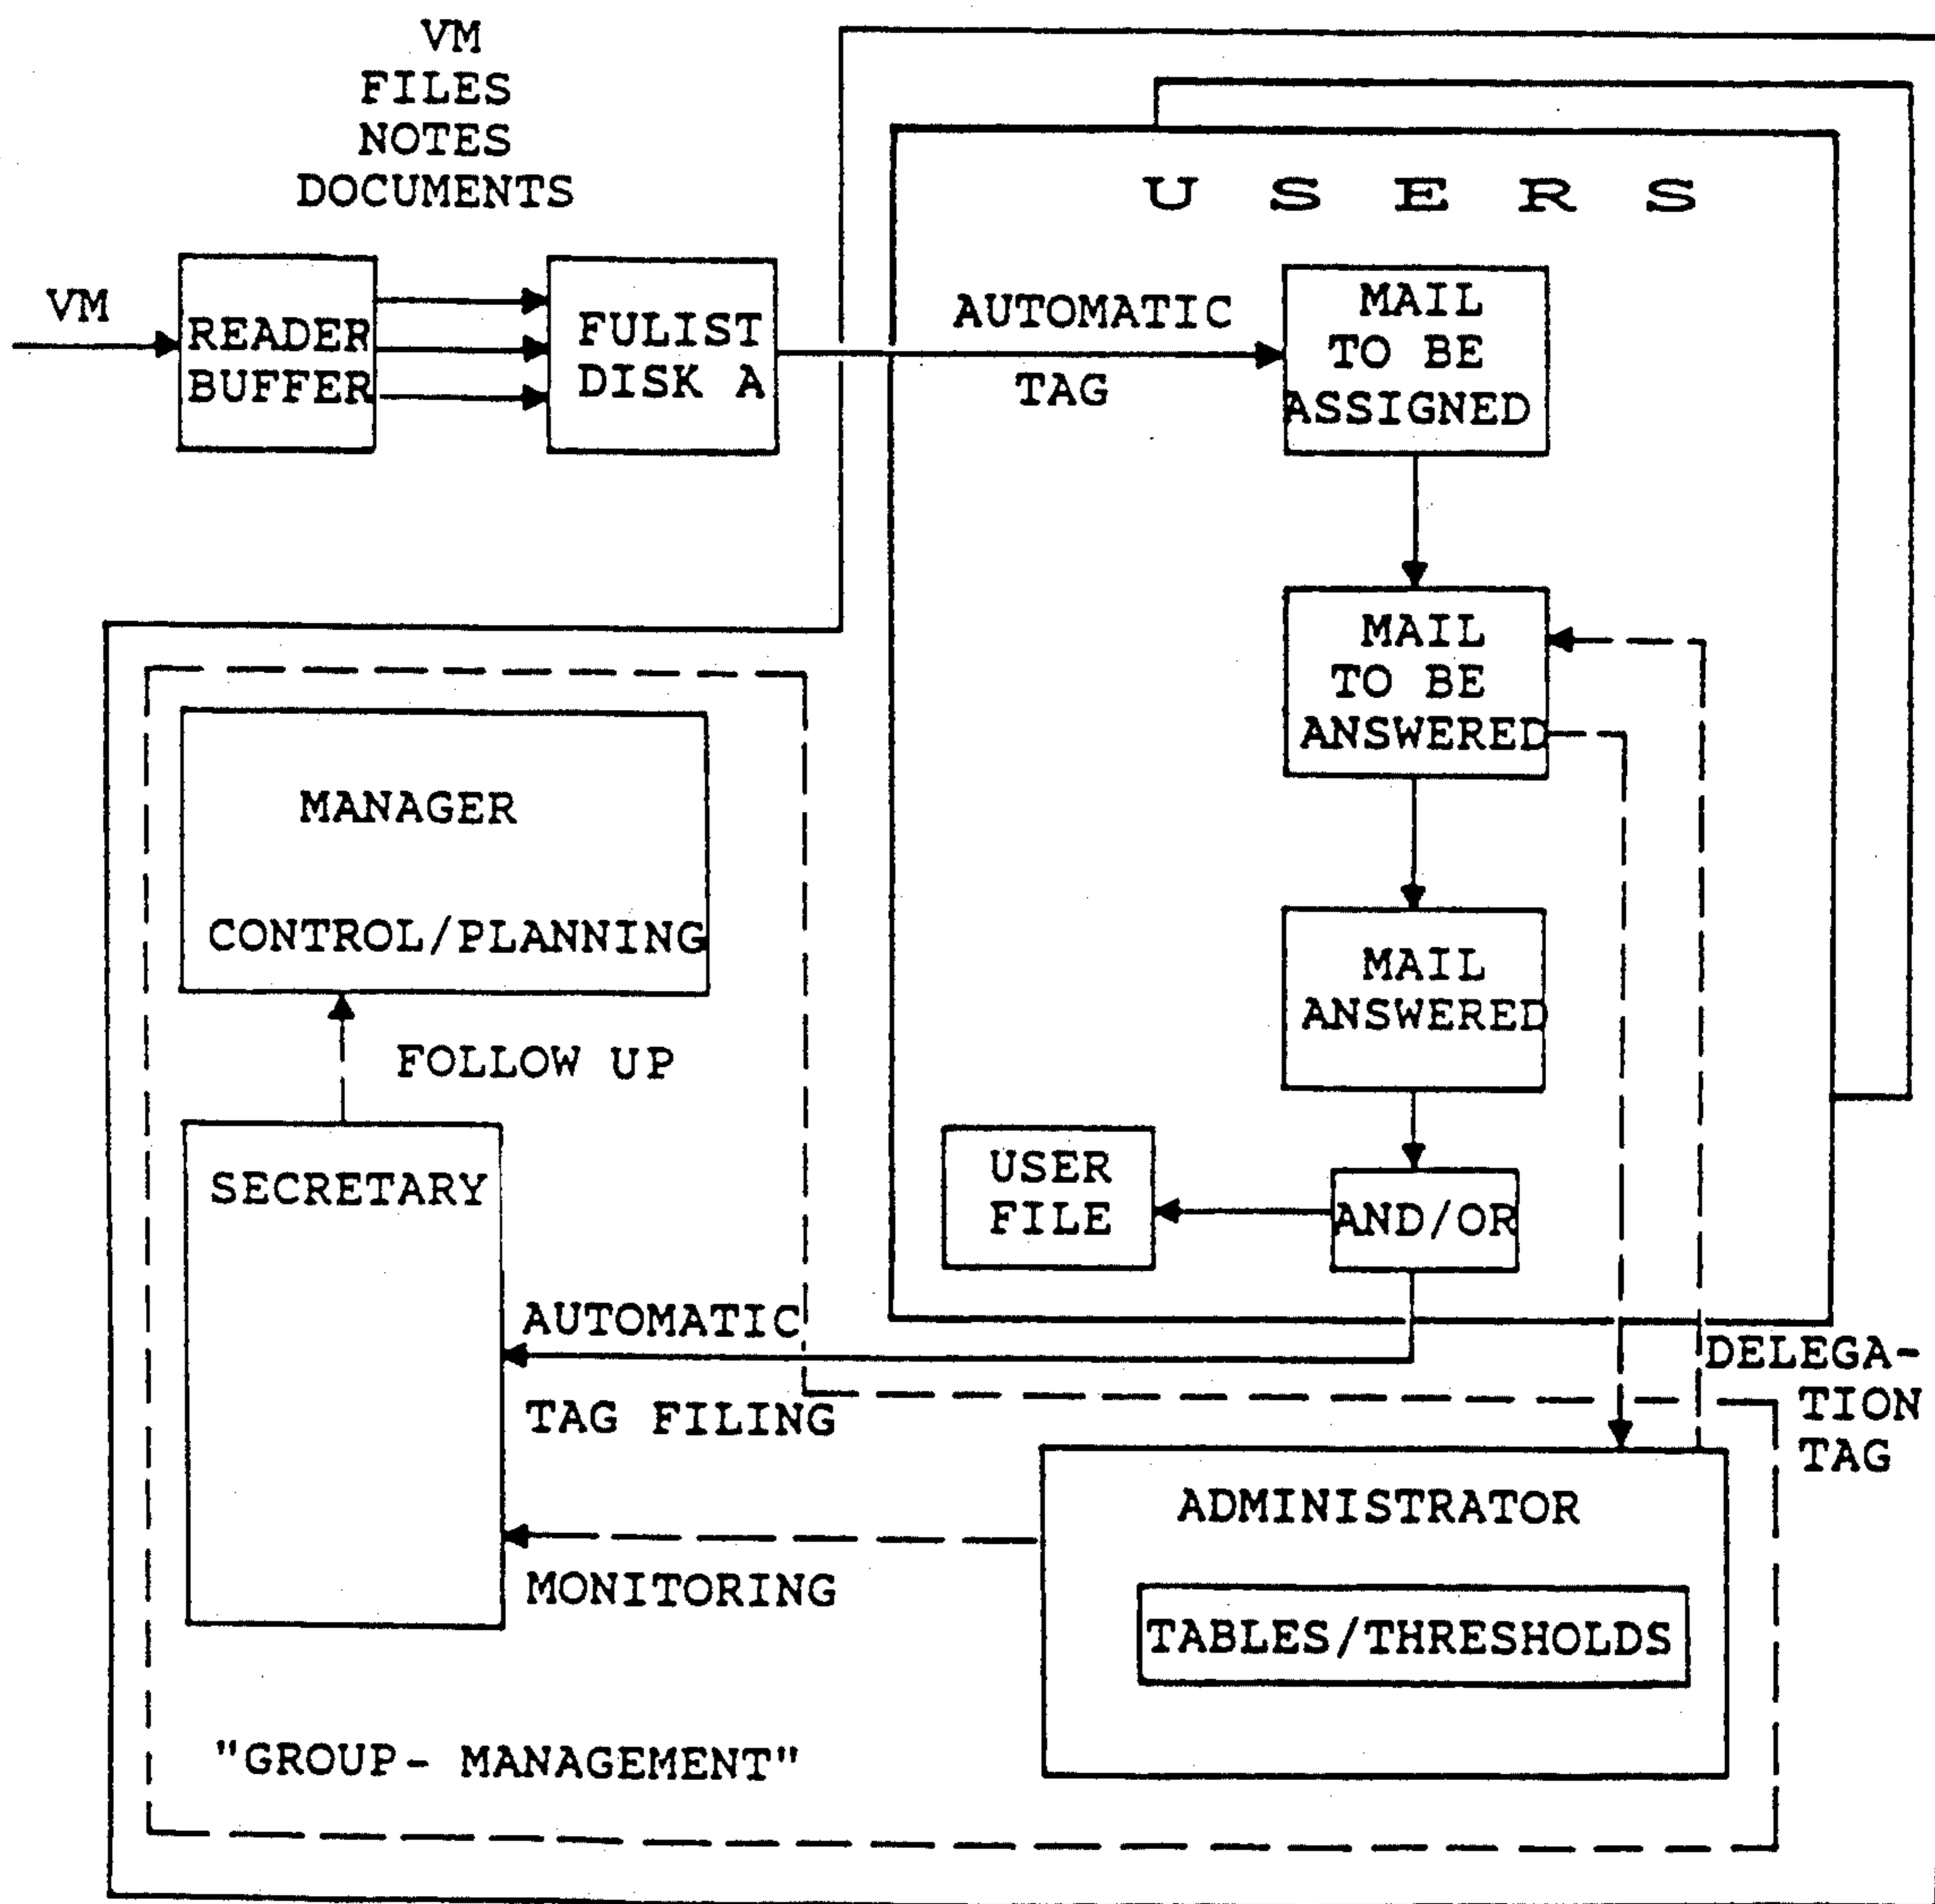 VM
FILES
NOTES
DOCUMENTS
U S E R S
VM
READER
BUFFER
FULIST
DISK A
AUTOMATIC
TAG
MAIL
TO BE
ASSIGNED
MAIL
TO BE
ANSWERED
MANAGER
CONTROL/PLANNING
MAIL
ANSWERED
FOLLOW UP
SECRETARY
USER
FILE
AND/OR
AUTOMATIC
TAG FILING
DELEGA-
TION
TAG
ADMINISTRATOR
MONITORING
TABLES/THRESHOLDS
"GROUP- MANAGEMENT"